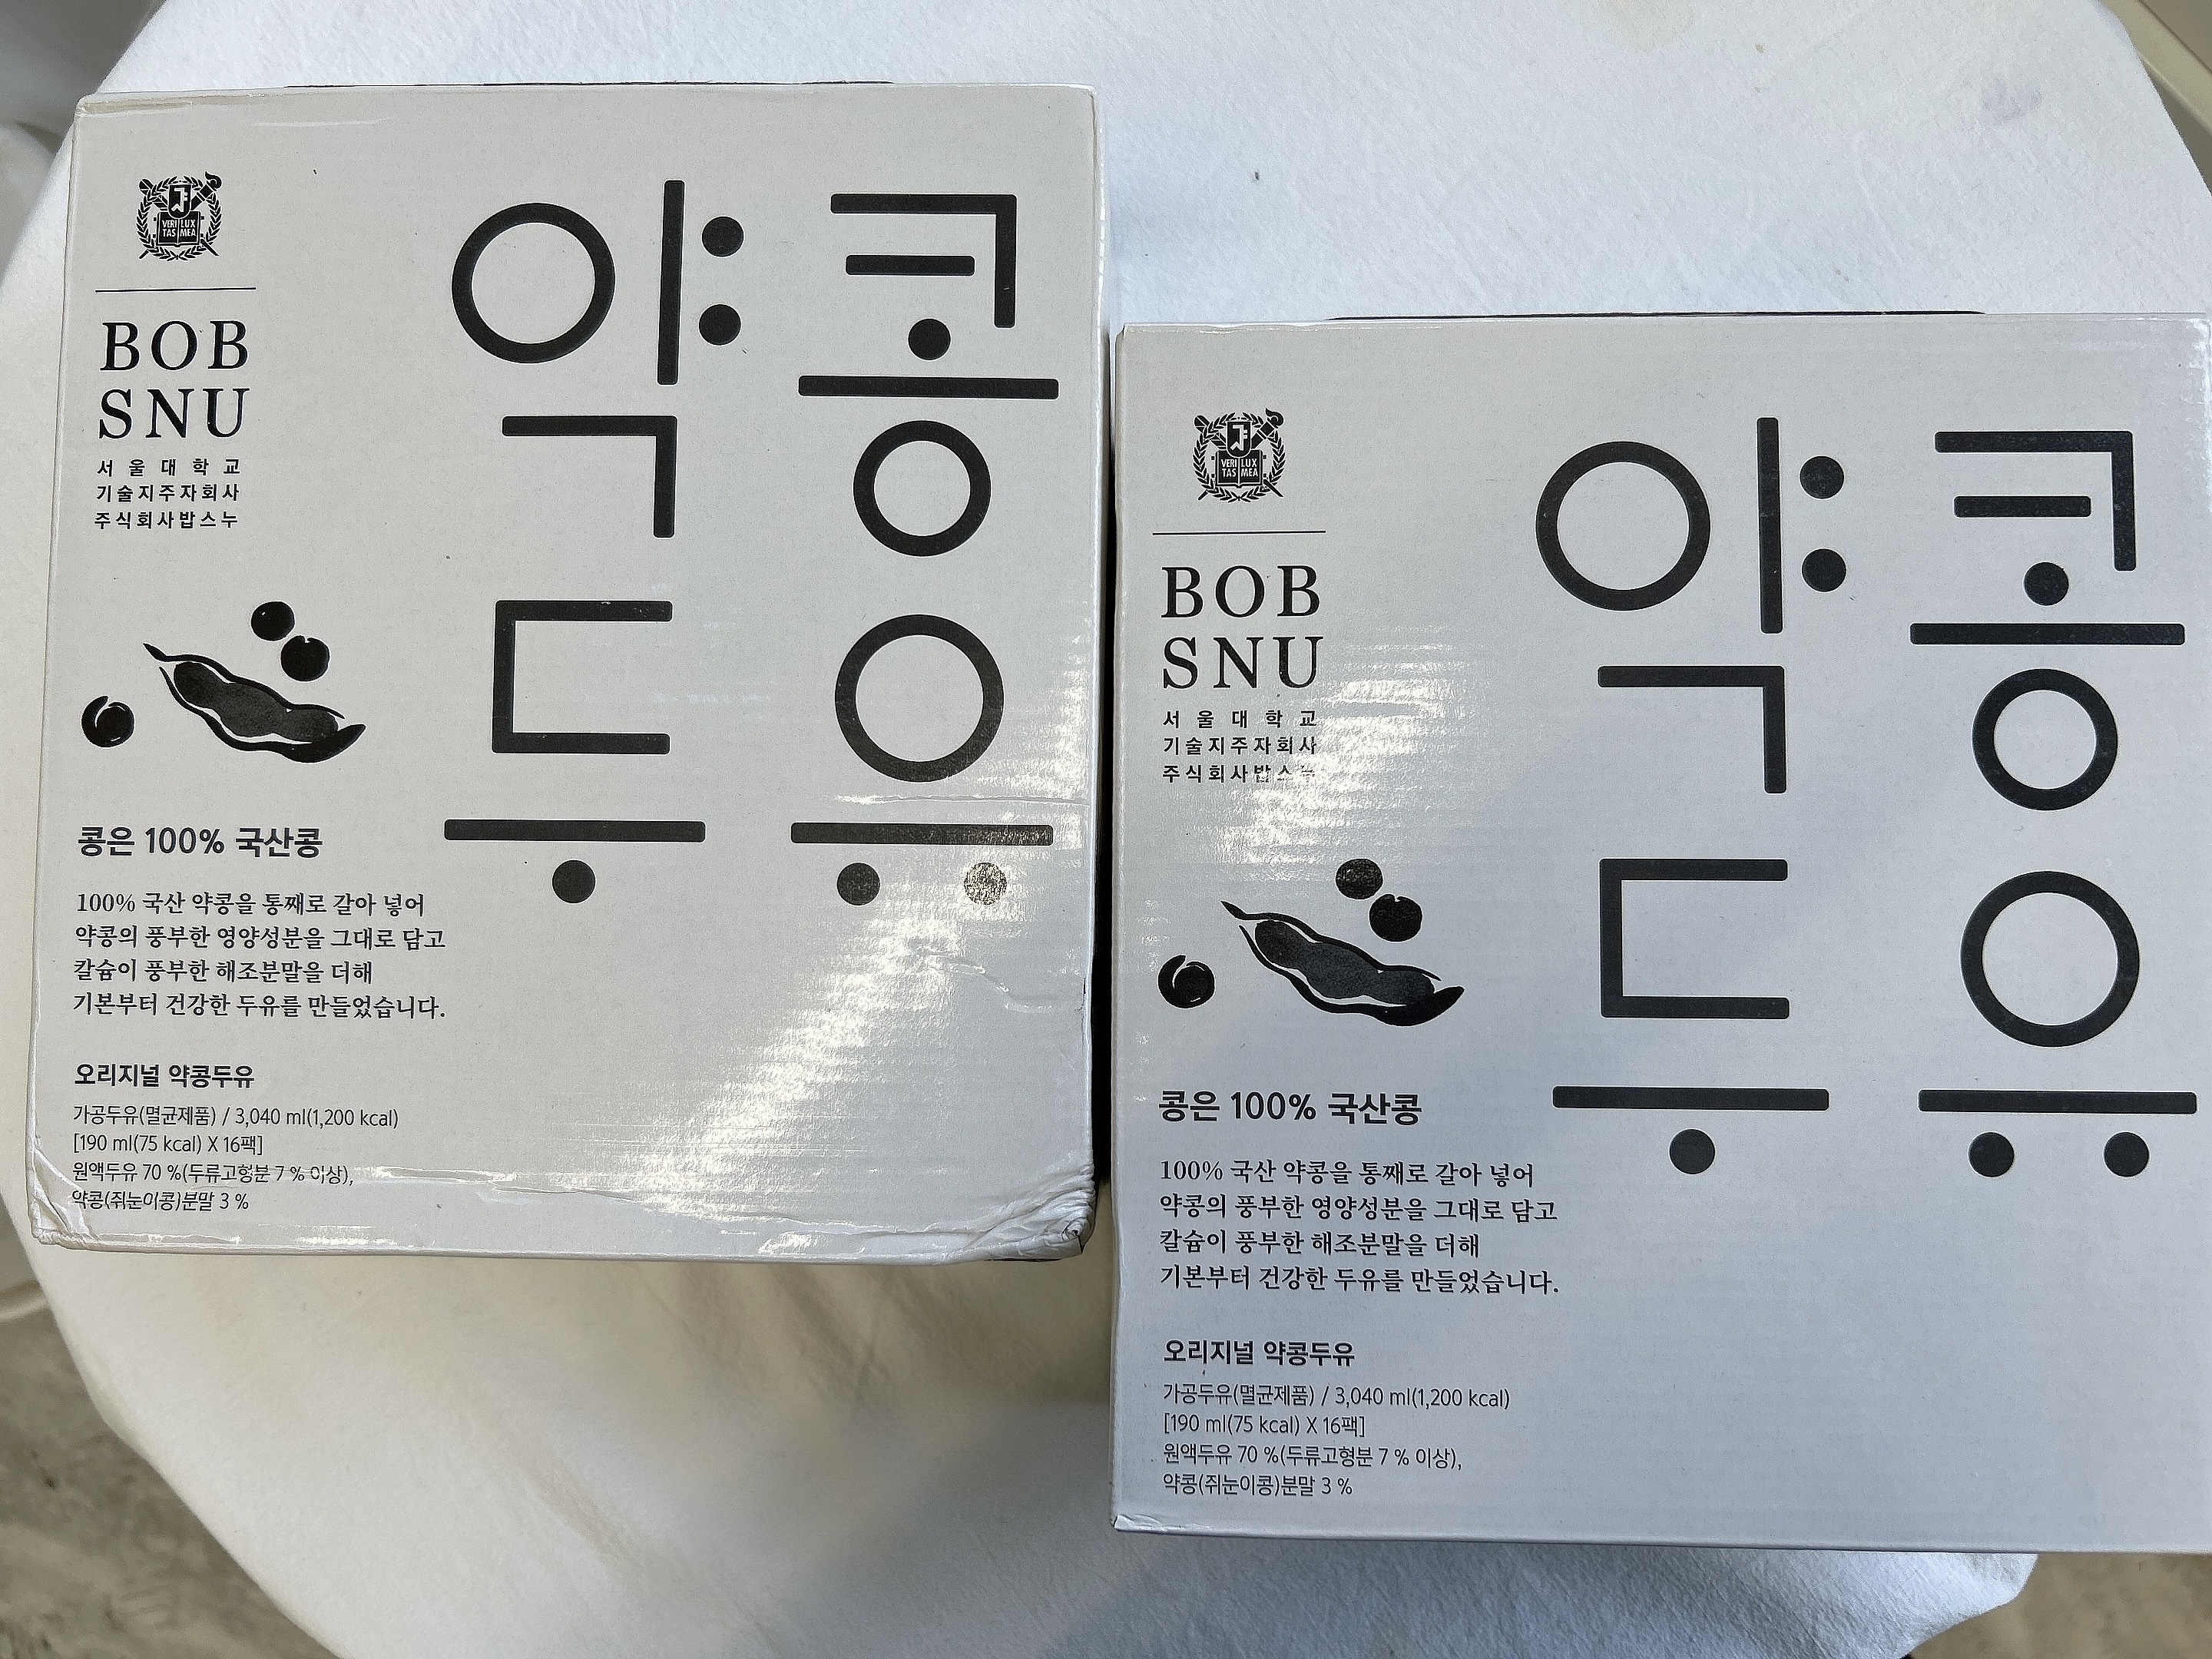 자
VERI LUX
TAS MEA
BOB
SNU
서울대학교
기술지주자회사
주식회사밥스누
약콩
두유
콩은 100% 국산콩
100% 국산 약콩을 통째로 갈아 넣어
약콩의 풍부한 영양성분을 그대로 담고
칼슘이 풍부한 해조분말을 더해
기본부터 건강한 두유를 만들었습니다.
오리지널 약콩두유
가공두유(멸균제품) / 3,040 ml(1,200 kcal)
[190 ml(75 kcal) X 16팩]
원액두유 70 %(두류고형분 7 % 이상),
약콩(쥐눈이콩)분말 3 %
VERI LUX
TAS MEA
BOB
SNU
서울대학교
기술지주자회사
주식회사밥스누
약콩
두유
콩은 100% 국산콩
100% 국산 약콩을 통째로 갈아 넣어
약콩의 풍부한 영양성분을 그대로 담고
칼슘이 풍부한 해조분말을 더해
기본부터 건강한 두유를 만들었습니다.
오리지널 약콩두유
가공두유(멸균제품) / 3,040 ml(1,200 kcal)
[190 ml(75 kcal) X 16팩]
원액두유 70 %(두류고형분 7 % 이상),
약콩(쥐눈이콩)분말 3 %